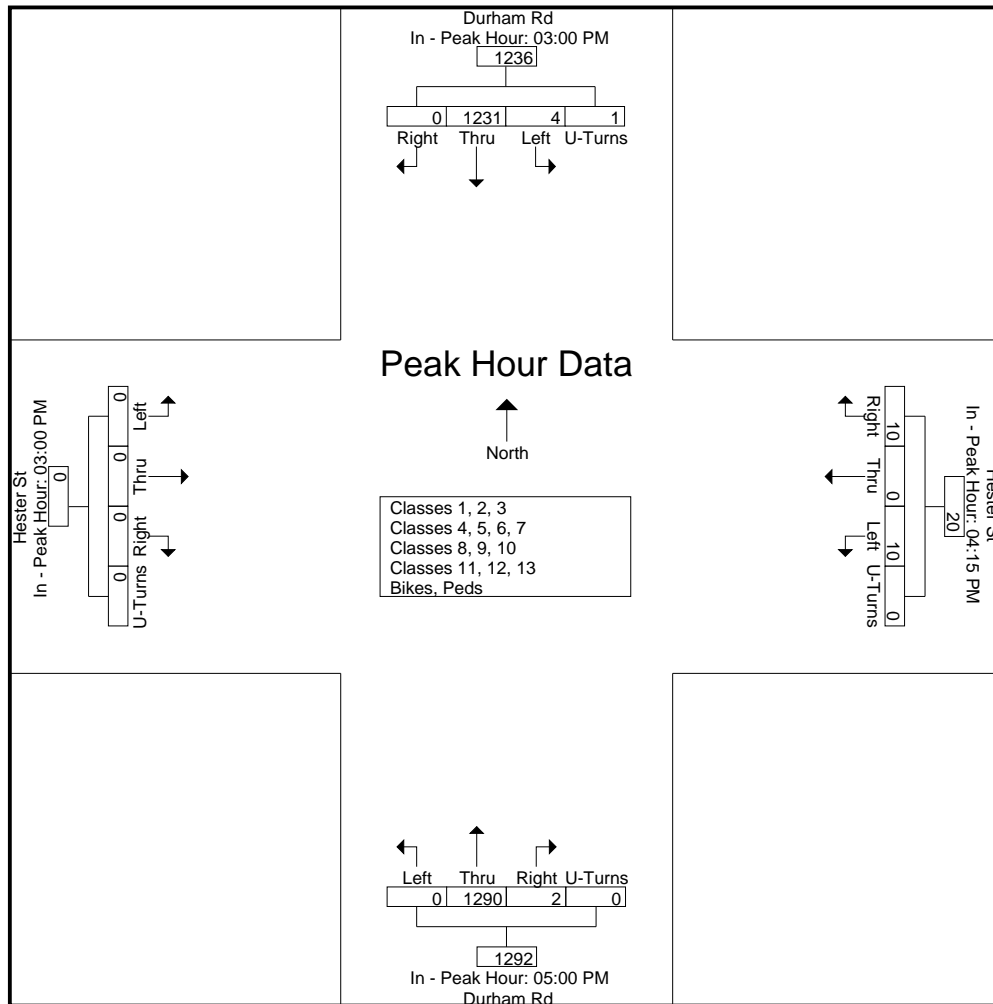 Durham Rd
In - Peak Hour: 03:00 PM
1236
0 1231 4 1
Right Thru Left U-Turns
Peak Hour Data
North
Hester St
In - Peak Hour: 03:00 PM
0
0 0 0 0
Left Thru Right U-Turns
Classes 1, 2, 3
Classes 4, 5, 6, 7
Classes 8, 9, 10
Classes 11, 12, 13
Bikes, Peds
Right Thru Left U-Turns
10 0 10 0
20
In - Peak Hour: 04:15 PM
Hester St
Left Thru Right U-Turns
0 1290 2 0
1292
In - Peak Hour: 05:00 PM
Durham Rd